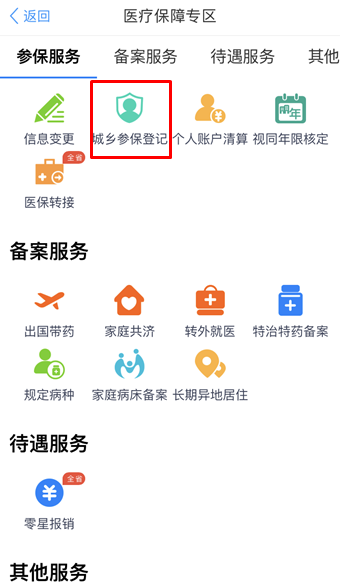 返回
医疗保障专区
参保服务
备案服务
待遇服务
其他
信息变更
城乡参保登记
个人账户清算
年
视同年限核定
全省
医保转接
备案服务
出国带药
家庭共济
转外就医
特治特药备案
规定病种
家庭病床备案
长期异地居住
待遇服务
全省
零星报销
其他服务